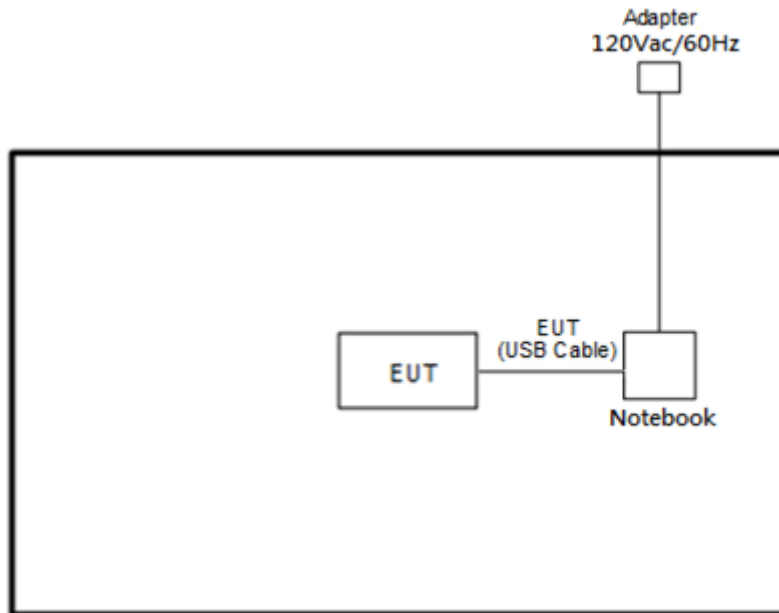 Adapter
120Vac/60Hz
EUT
(USB Cable)
EUT
Notebook